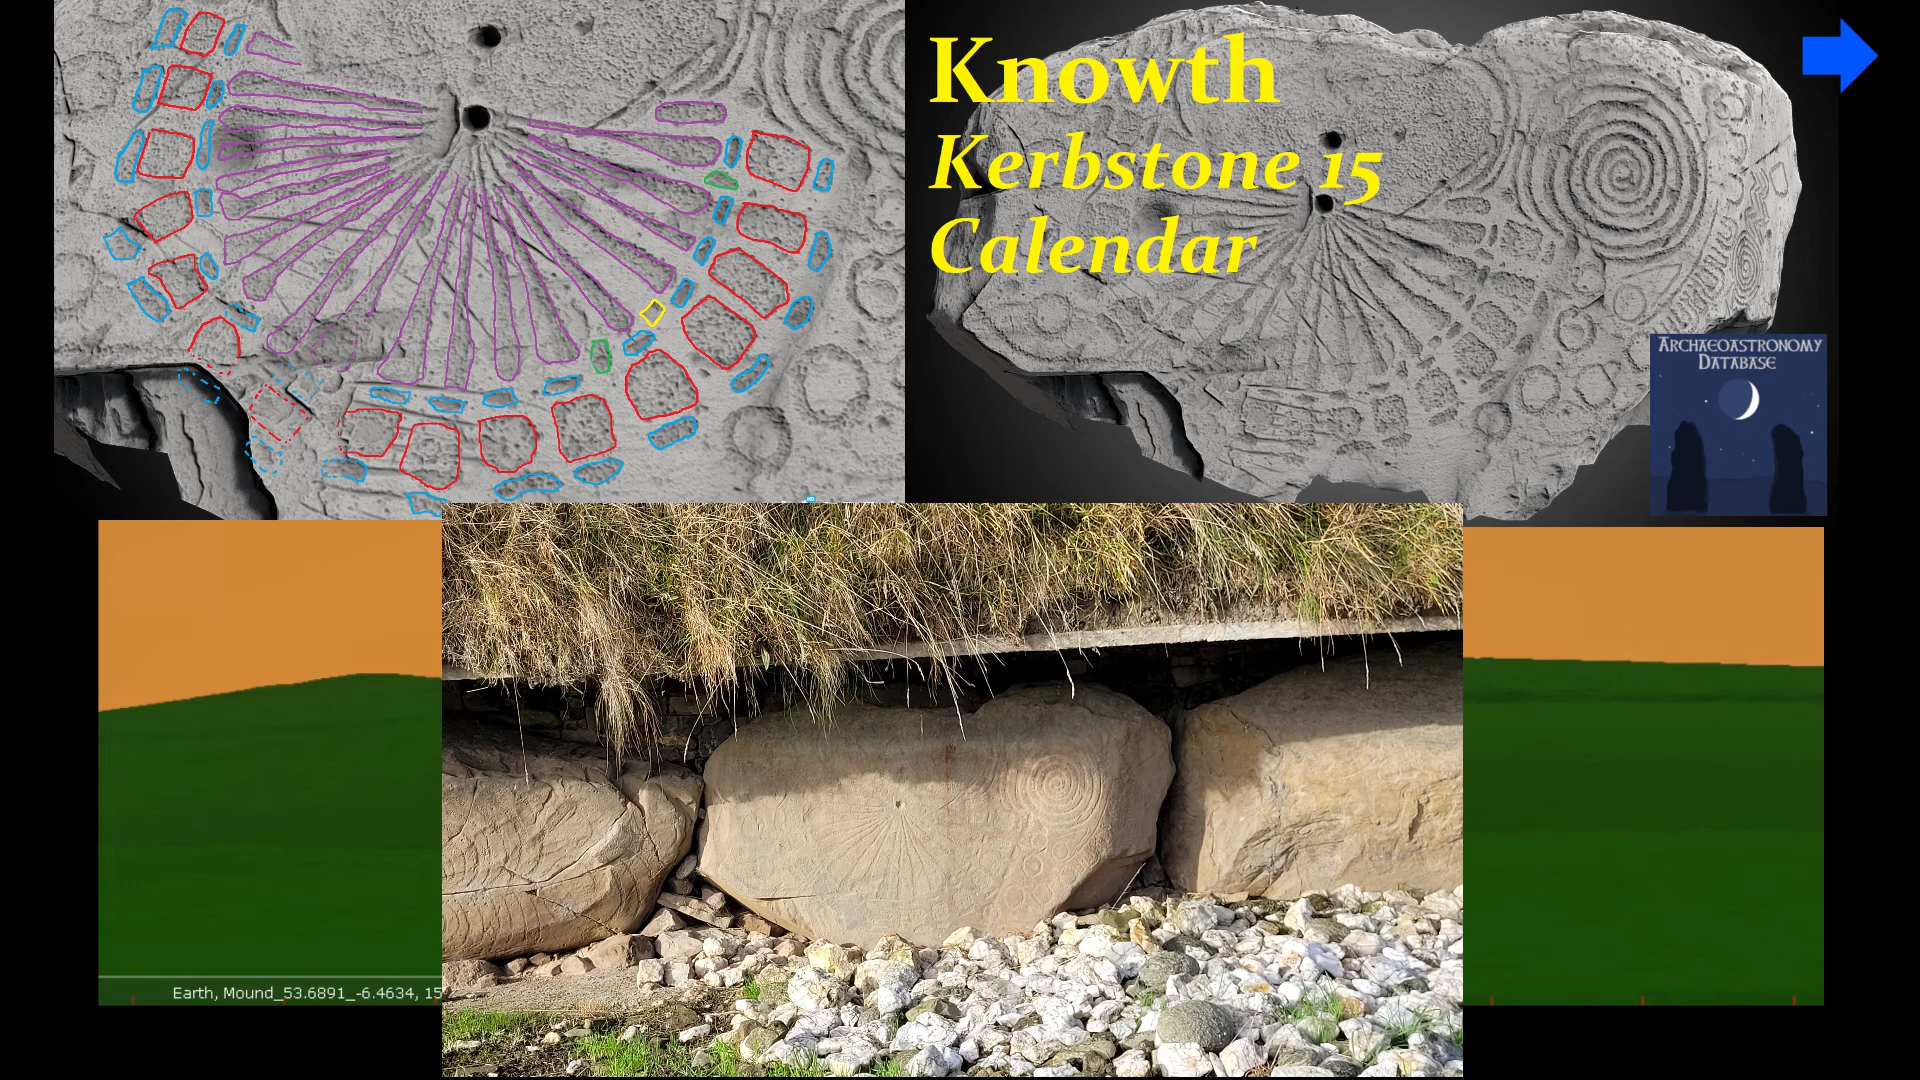 Knowth
Kerbstone 15
Calendar
ARCHAEOASTRONOMY
DATABASE
Earth, Mound_53.6891_-6.4634, 15